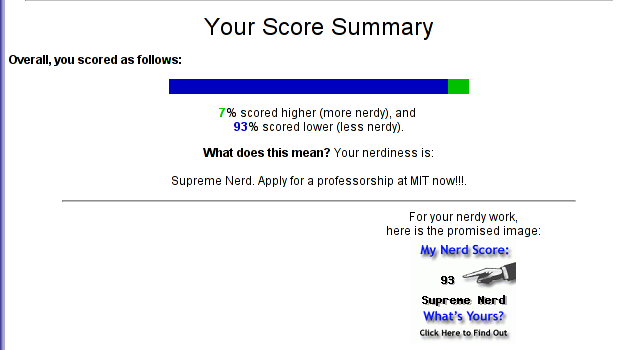 Your Score Summary
Overall, you scored as follows:
7% scored higher (more nerdy), and
93% scored lower (less nerdy).
What does this mean? Your nerdiness is:
Supreme Nerd. Apply for a professorship at MIT now!!!.
For your nerdy work,
here is the promised image:
My Nerd Score:
93
Supreme Nerd
What's Yours?
Click Here to Find Out